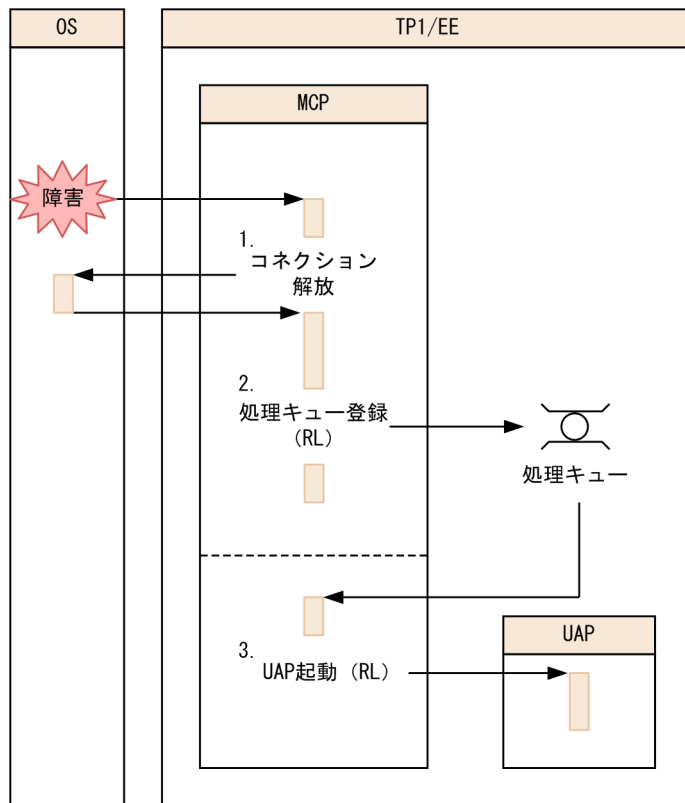 OS
TP1/EE
MCP
障害
1.
コネクション
解放
2.
処理キュー登録
（RL）
処理キュー
UAP
3.
UAP起動（RL）